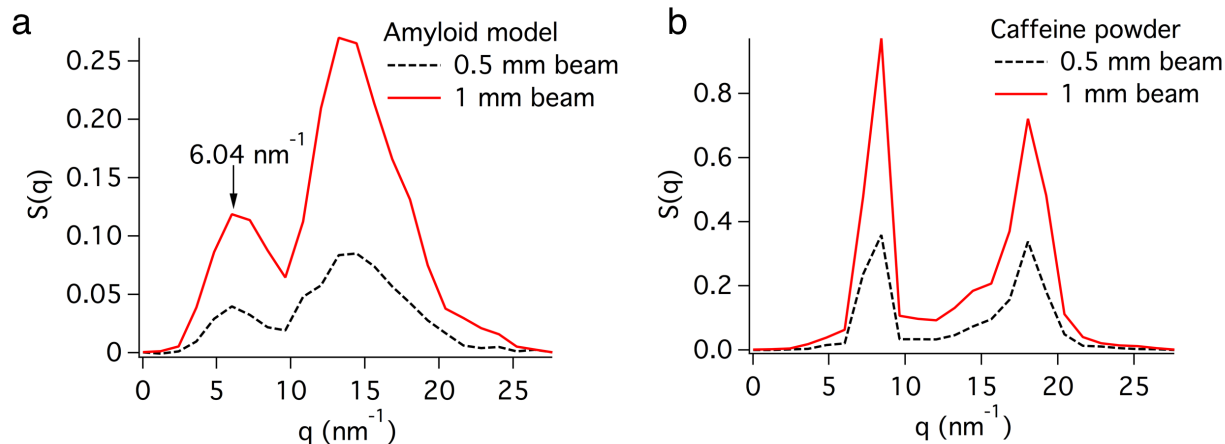 a
Amyloid model
0.5 mm beam
1 mm beam
6.04 nm⁻¹
S(q)
0.25
0.20
0.15
0.10
0.05
0
0
5
10
15
20
25
q (nm⁻¹)
b
Caffeine powder
0.5 mm beam
1 mm beam
S(q)
0.8
0.6
0.4
0.2
0.0
0
5
10
15
20
25
q (nm⁻¹)